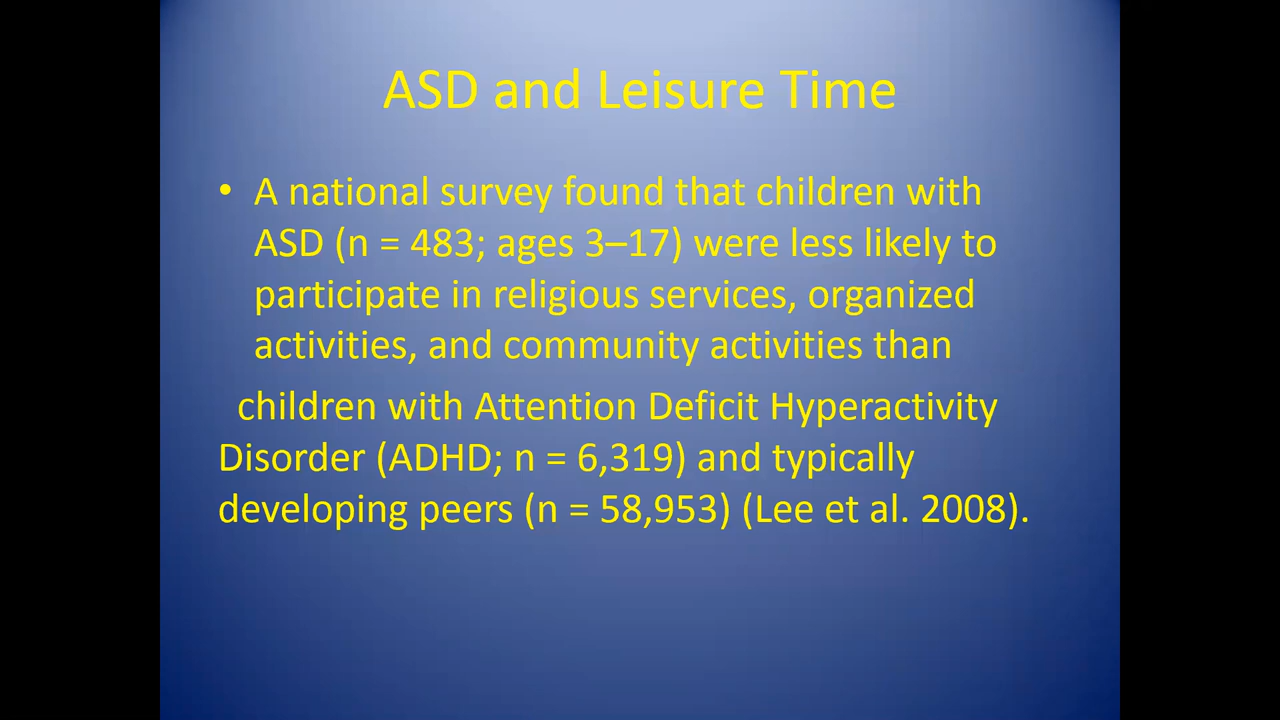 ASD and Leisure Time
• A national survey found that children with
ASD (n = 483; ages 3–17) were less likely to
participate in religious services, organized
activities, and community activities than
children with Attention Deficit Hyperactivity
Disorder (ADHD; n = 6,319) and typically
developing peers (n = 58,953) (Lee et al. 2008).